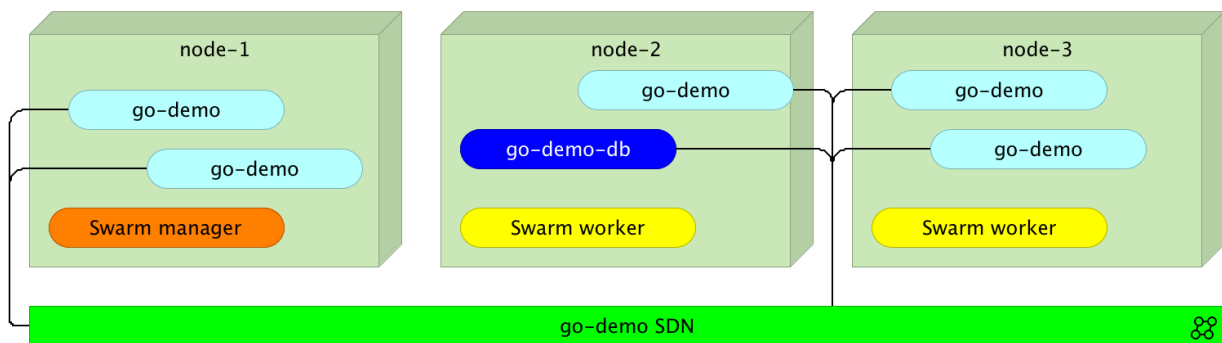 node-1
go-demo
go-demo
Swarm manager
node-2
go-demo
go-demo-db
Swarm worker
node-3
go-demo
go-demo
Swarm worker
go-demo SDN